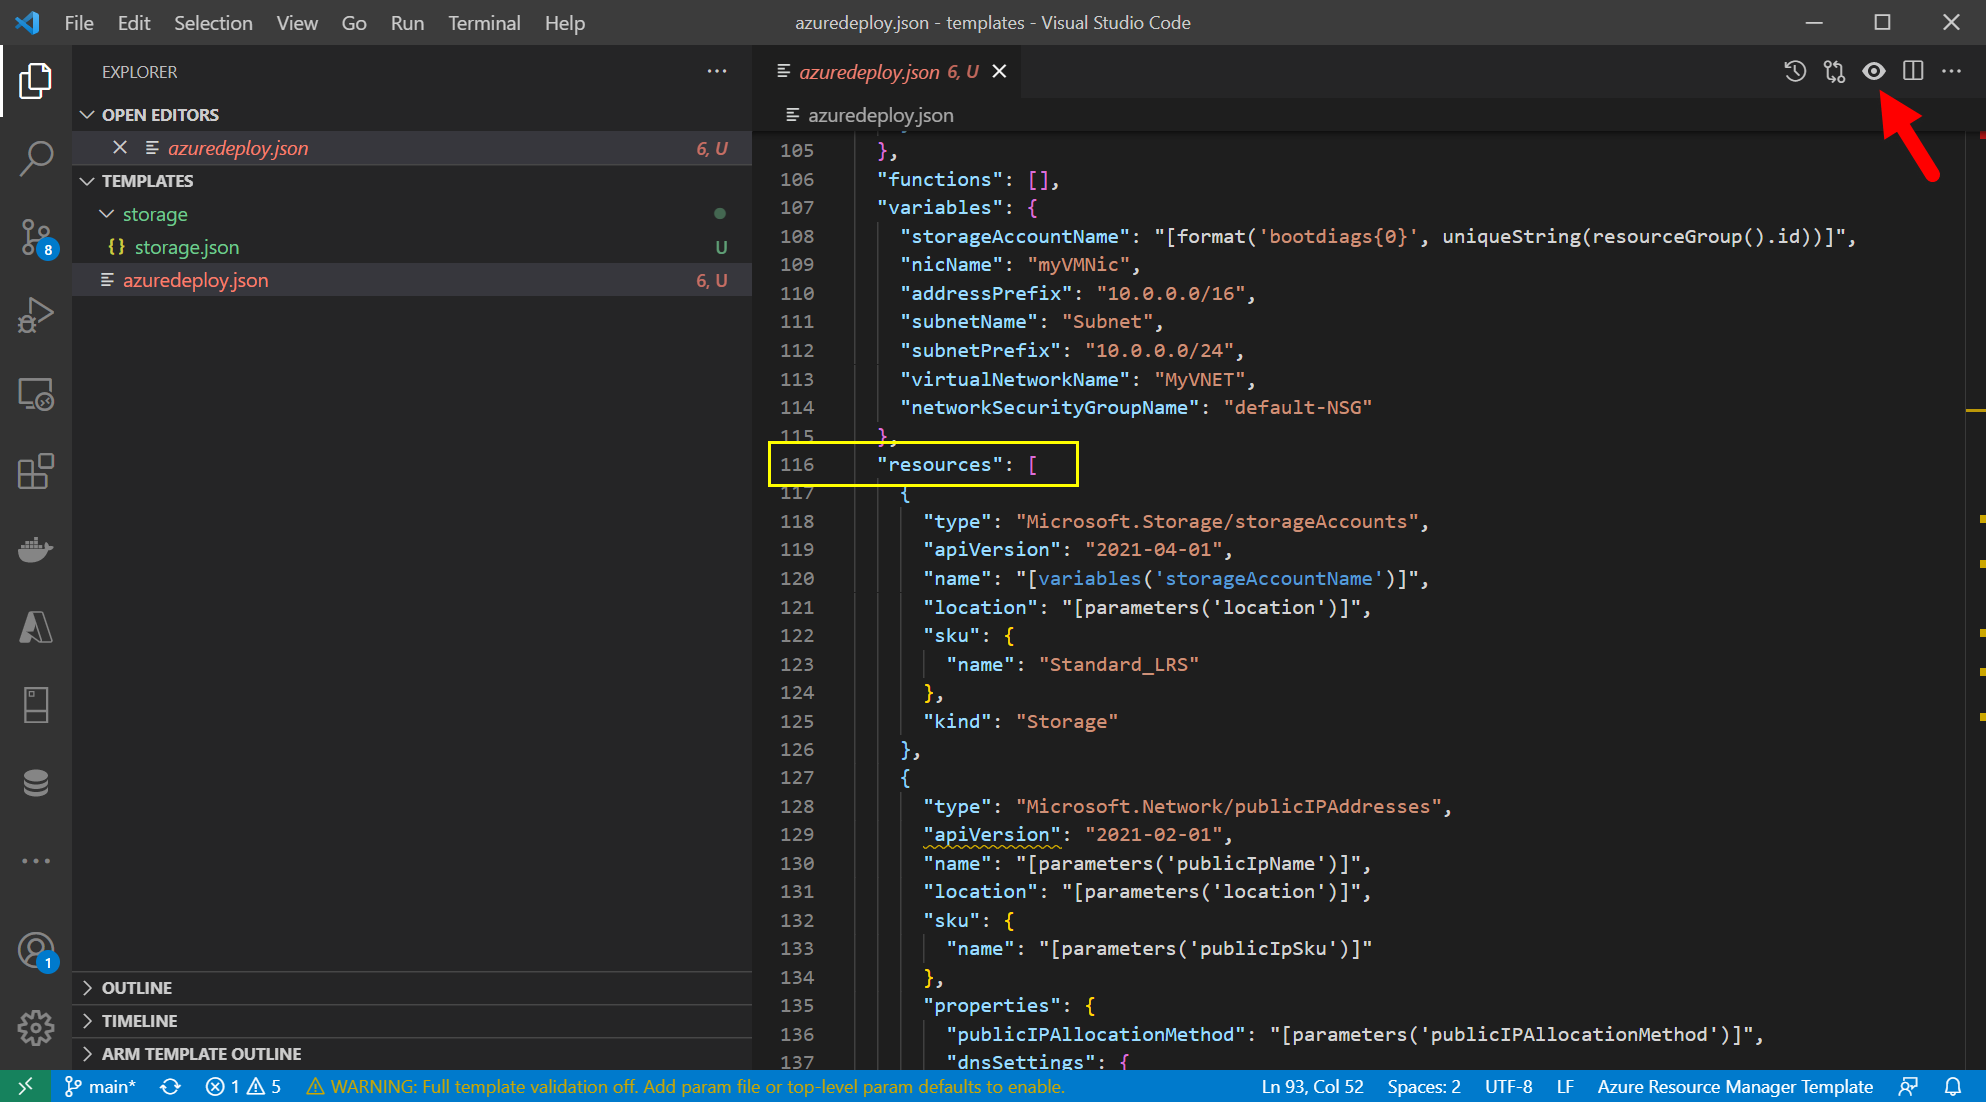 File Edit Selection View Go Run Terminal Help
azuredeploy.json - templates - Visual Studio Code
EXPLORER
OPEN EDITORS
azuredeploy.json 6, U
TEMPLATES
storage
storage.json U
azuredeploy.json 6, U
OUTLINE
TIMELINE
ARM TEMPLATE OUTLINE
8
1
azuredeploy.json 6, U
azuredeploy.json
105 },
106 "functions": [],
107 "variables": {
108 "storageAccountName": "[format('bootdiags{0}', uniqueString(resourceGroup().id))]",
109 "nicName": "myVMNic",
110 "addressPrefix": "10.0.0.0/16",
111 "subnetName": "Subnet",
112 "subnetPrefix": "10.0.0.0/24",
113 "virtualNetworkName": "MyVNET",
114 "networkSecurityGroupName": "default-NSG"
115 },
116 "resources": [
117 {
118 "type": "Microsoft.Storage/storageAccounts",
119 "apiVersion": "2021-04-01",
120 "name": "[variables('storageAccountName')]",
121 "location": "[parameters('location')]",
122 "sku": {
123 "name": "Standard_LRS"
124 },
125 "kind": "Storage"
126 },
127 {
128 "type": "Microsoft.Network/publicIPAddresses",
129 "apiVersion": "2021-02-01",
130 "name": "[parameters('publicIpName')]",
131 "location": "[parameters('location')]",
132 "sku": {
133 "name": "[parameters('publicIpSku')]"
134 },
135 "properties": {
136 "publicIPAllocationMethod": "[parameters('publicIPAllocationMethod')]",
137 "dnsSettings": {
main* 1 5 WARNING: Full template validation off. Add param file or top-level param defaults to enable. Ln 93, Col 52 Spaces: 2 UTF-8 LF Azure Resource Manager Template